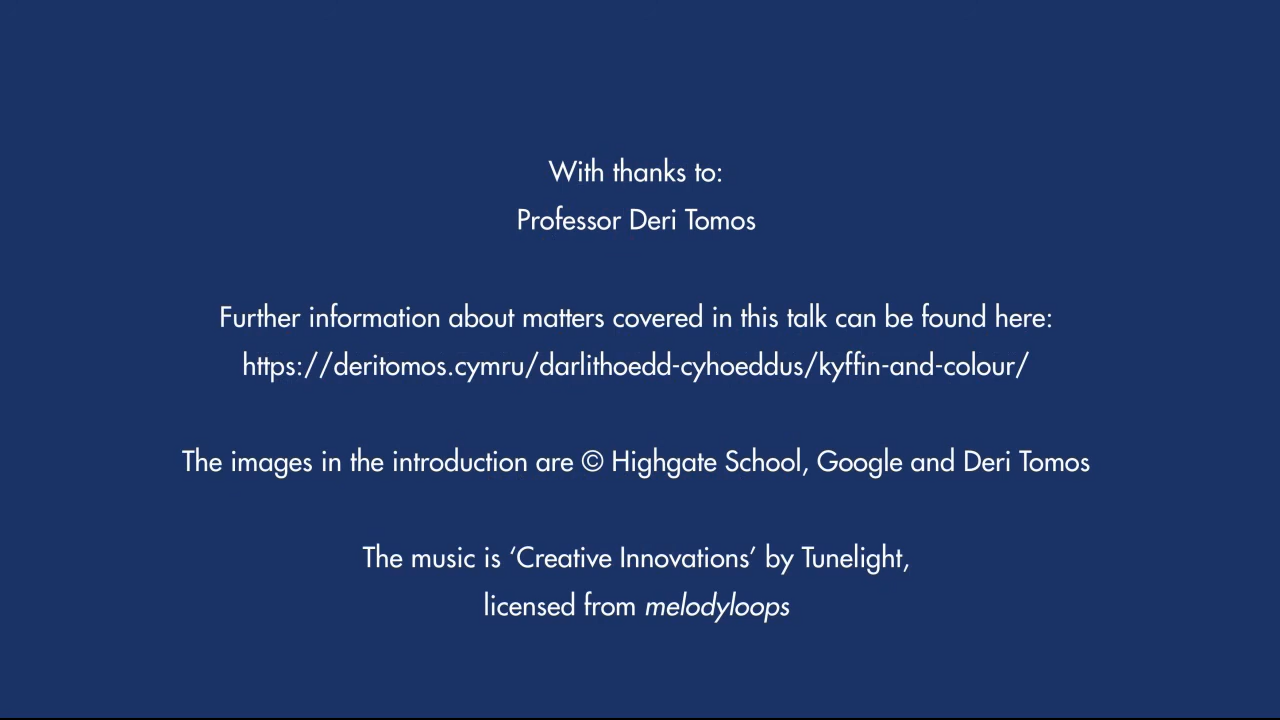 With thanks to:
Professor Deri Tomos
Further information about matters covered in this talk can be found here:
https://deritomos.cymru/darlithoedd-cyhoeddus/kyffin-and-colour/
The images in the introduction are © Highgate School, Google and Deri Tomos
The music is ‘Creative Innovations’ by Tunelight,
licensed from melodyloops